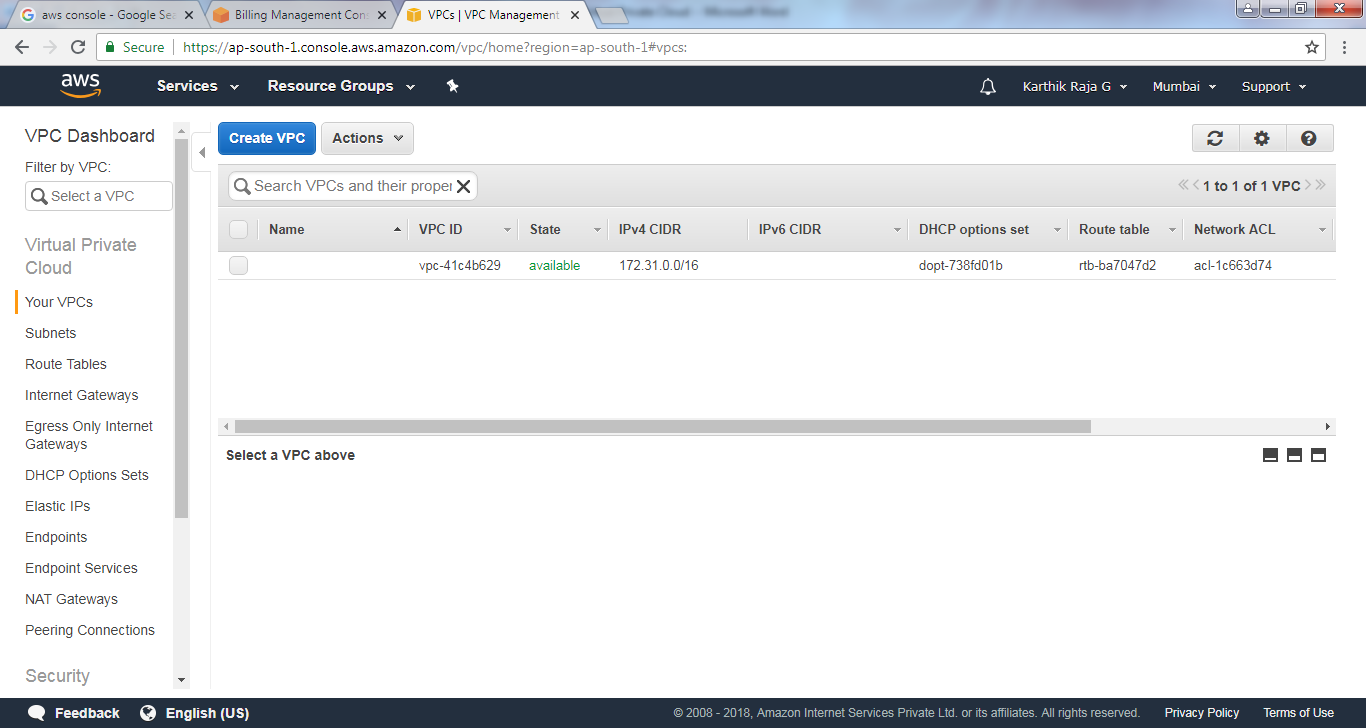 aws console - Google Sea
Billing Management Cons
VPCs | VPC Management
Private Cloud - Microsoft Word
Secure
https://ap-south-1.console.aws.amazon.com/vpc/home?region=ap-south-1#vpcs:
aws
Services
Resource Groups
Karthik Raja G
Mumbai
Support
VPC Dashboard
Filter by VPC:
Select a VPC
Virtual Private
Cloud
Your VPCs
Subnets
Route Tables
Internet Gateways
Egress Only Internet
Gateways
DHCP Options Sets
Elastic IPs
Endpoints
Endpoint Services
NAT Gateways
Peering Connections
Security
Create VPC
Actions
Search VPCs and their proper
1 to 1 of 1 VPC
Name VPC ID State IPv4 CIDR IPv6 CIDR DHCP options set Route table Network ACL
vpc-41c4b629 available 172.31.0.0/16 dopt-738fd01b rtb-ba7047d2 acl-1c663d74
Select a VPC above
Feedback
English (US)
© 2008 - 2018, Amazon Internet Services Private Ltd. or its affiliates. All rights reserved.
Privacy Policy
Terms of Use